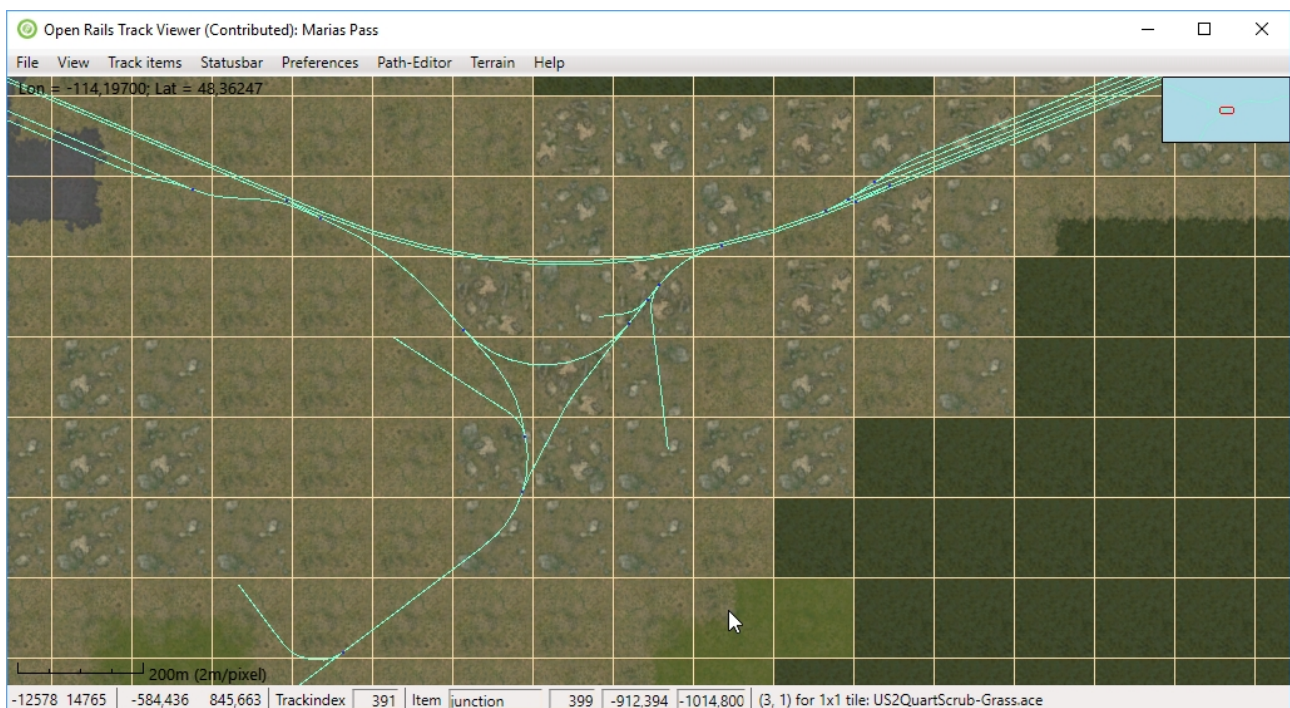 Open Rails Track Viewer (Contributed): Marias Pass
File View Track items Statusbar Preferences Path-Editor Terrain Help
Lon = -114,19700; Lat = 48,36247
200m (2m/pixel)
-12578 14765 -584,436 845,663 Trackindex 391 Item junction 399 -912,394 -1014,800 (3, 1) for 1x1 tile: US2QuartScrub-Grass.ace